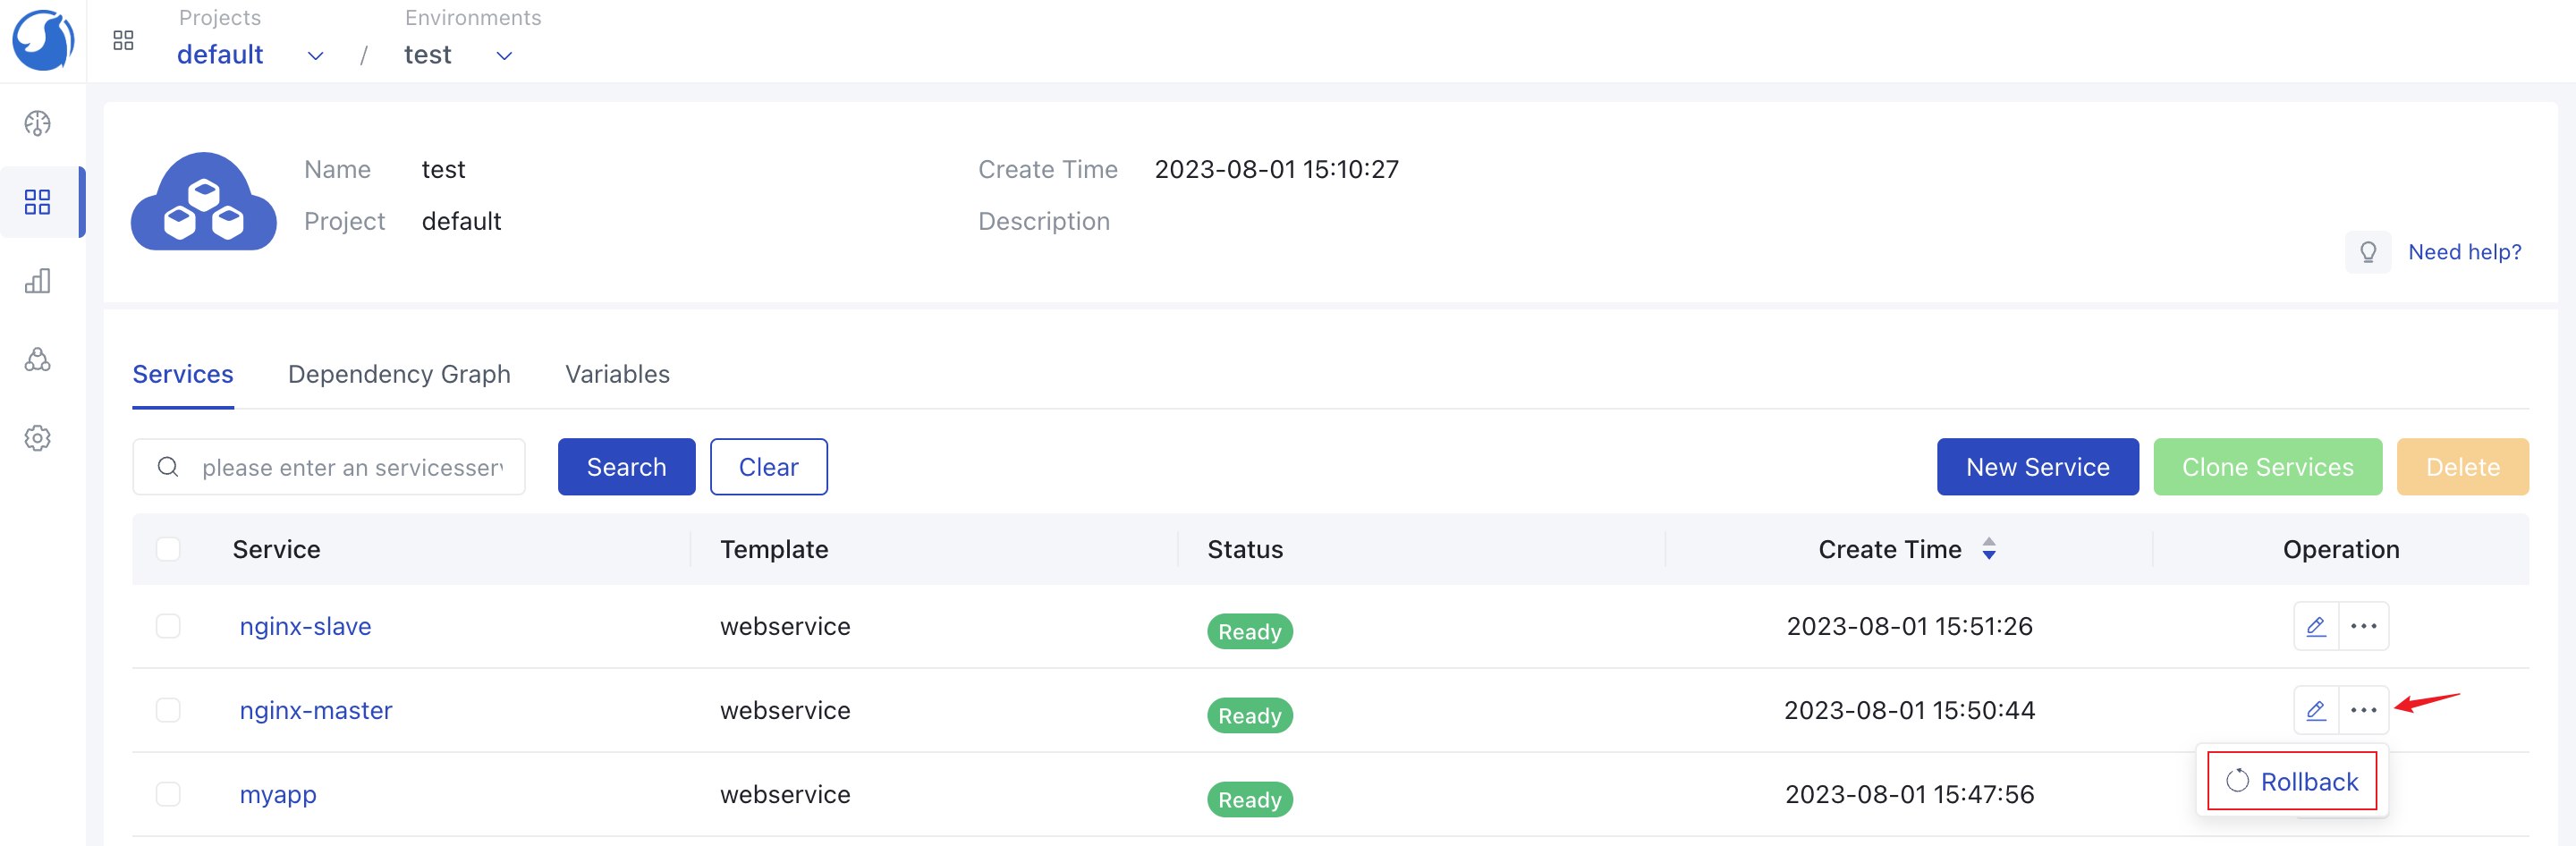 Projects
Environments
default
/
test
Name
test
Create Time
2023-08-01 15:10:27
Project
default
Description
Need help?
Services
Dependency Graph
Variables
please enter an servicesser
Search
Clear
New Service
Clone Services
Delete
Service
Template
Status
Create Time
Operation
nginx-slave
webservice
Ready
2023-08-01 15:51:26
nginx-master
webservice
Ready
2023-08-01 15:50:44
Rollback
myapp
webservice
Ready
2023-08-01 15:47:56